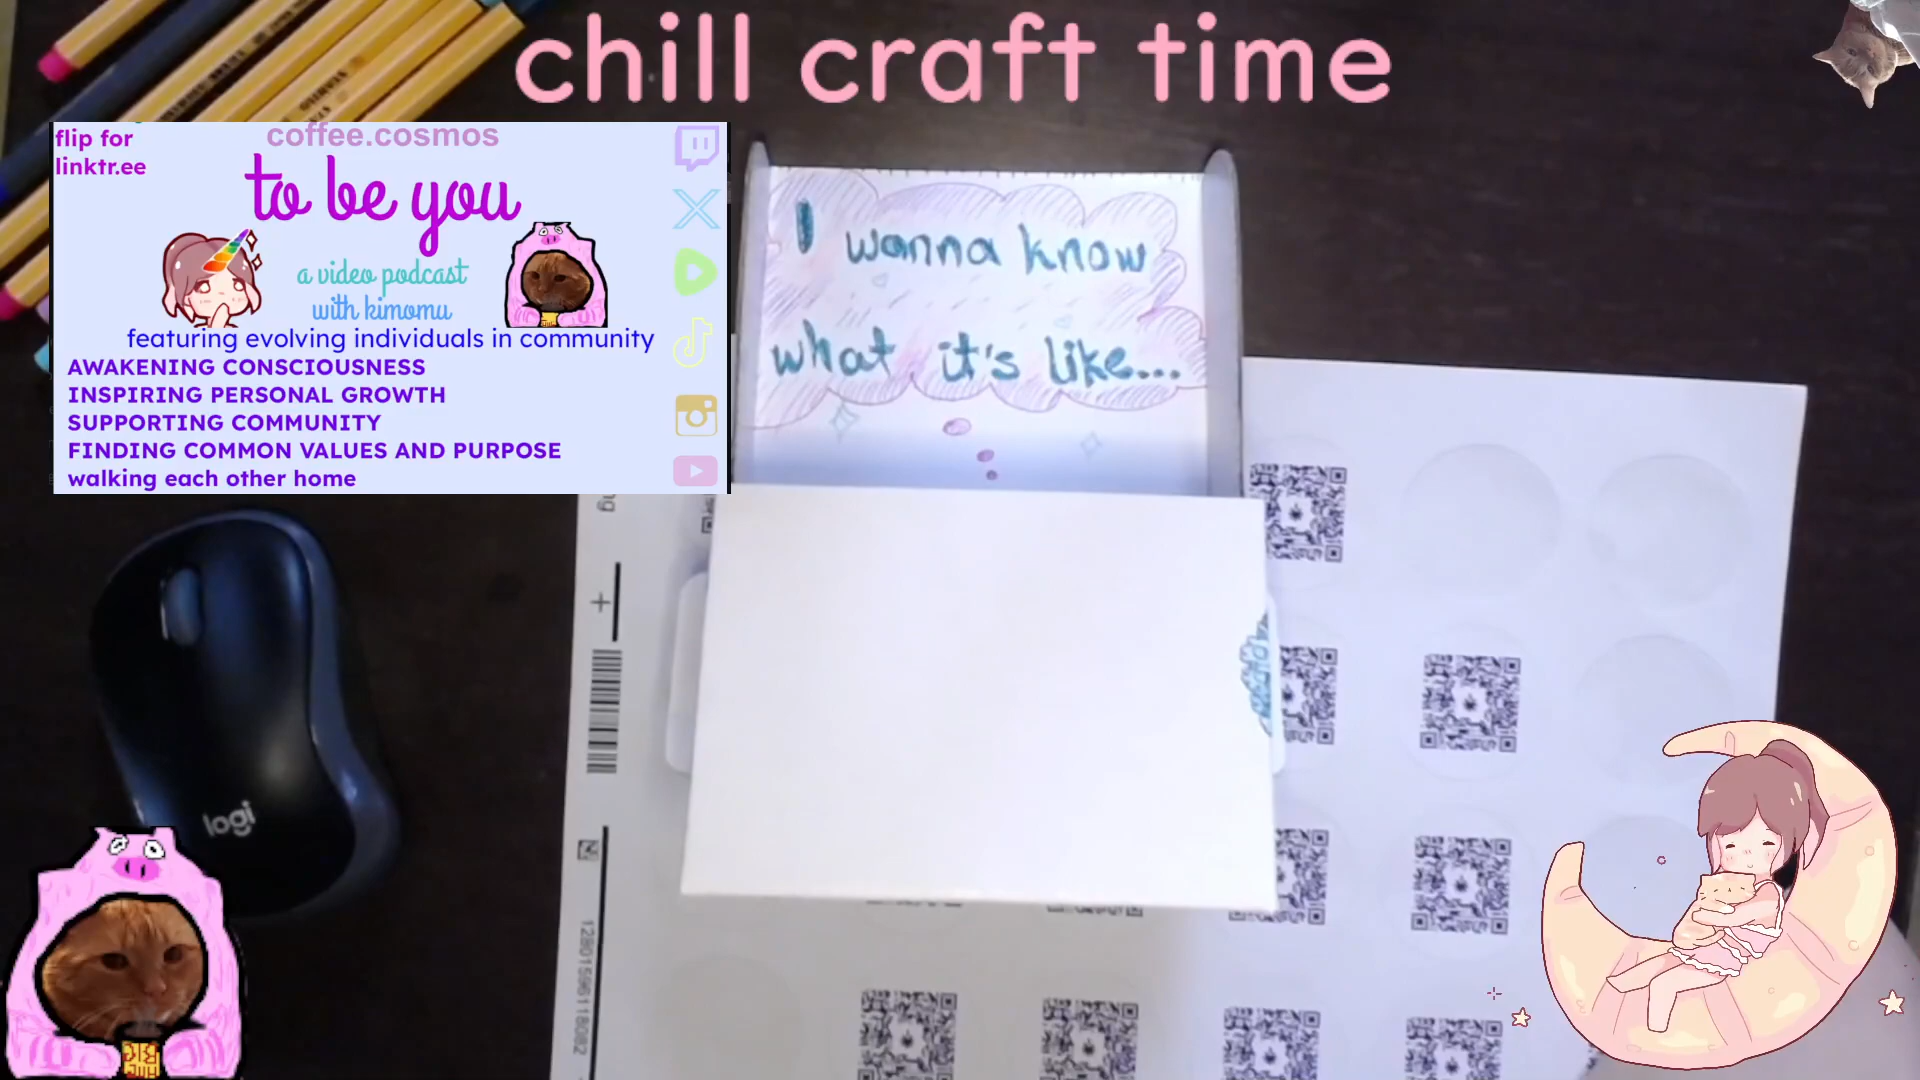 chill craft time
flip for
linktr.ee
coffee.cosmos
to be you
a video podcast
with kimomu
featuring evolving individuals in community
AWAKENING CONSCIOUSNESS
INSPIRING PERSONAL GROWTH
SUPPORTING COMMUNITY
FINDING COMMON VALUES AND PURPOSE
walking each other home
I wanna know
what it's like...
logi